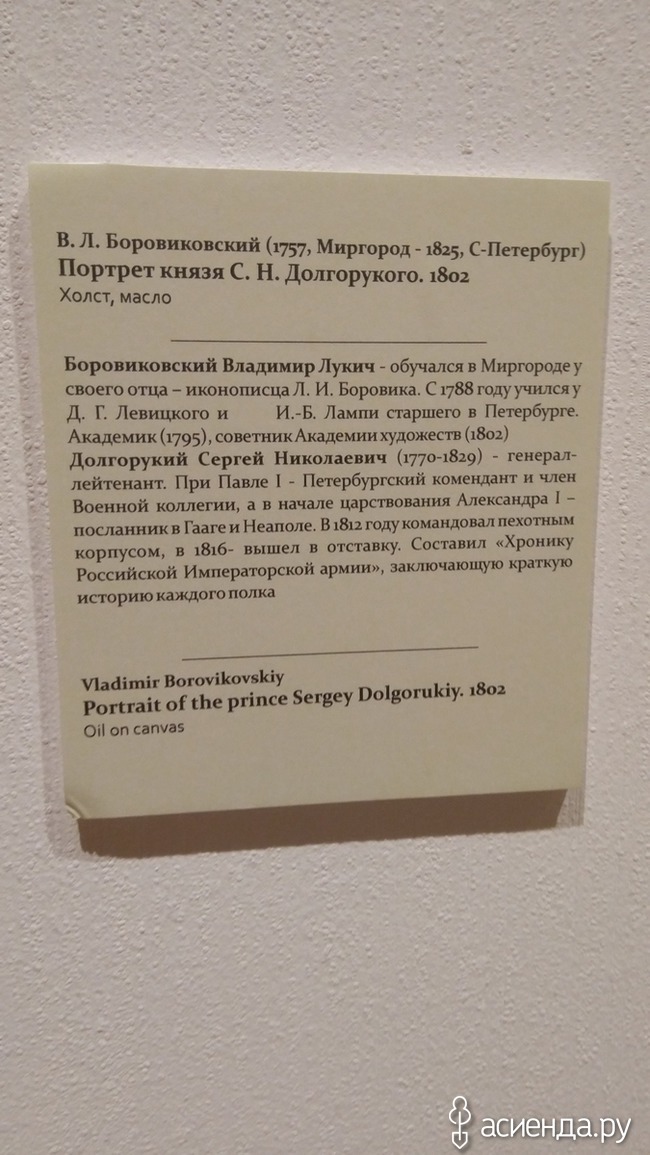 В. Л. Боровиковский (1757, Миргород - 1825, С-Петербург)
Портрет князя С. Н. Долгорукого. 1802
Холст, масло
Боровиковский Владимир Лукич - обучался в Миргороде у
своего отца – иконописца Л. И. Боровика. С 1788 году учился у
Д. Г. Левицкого и И.-Б. Лампи старшего в Петербурге.
Академик (1795), советник Академии художеств (1802)
Долгорукий Сергей Николаевич (1770-1829) - генерал-
лейтенант. При Павле I - Петербургский комендант и член
Военной коллегии, а в начале царствования Александра I –
посланник в Гааге и Неаполе. В 1812 году командовал пехотным
корпусом, в 1816- вышел в отставку. Составил «Хронику
Российской Императорской армии», заключающую краткую
историю каждого полка
Vladimir Borovikovskiy
Portrait of the prince Sergey Dolgorukiy. 1802
Oil on canvas
асиенда.ру